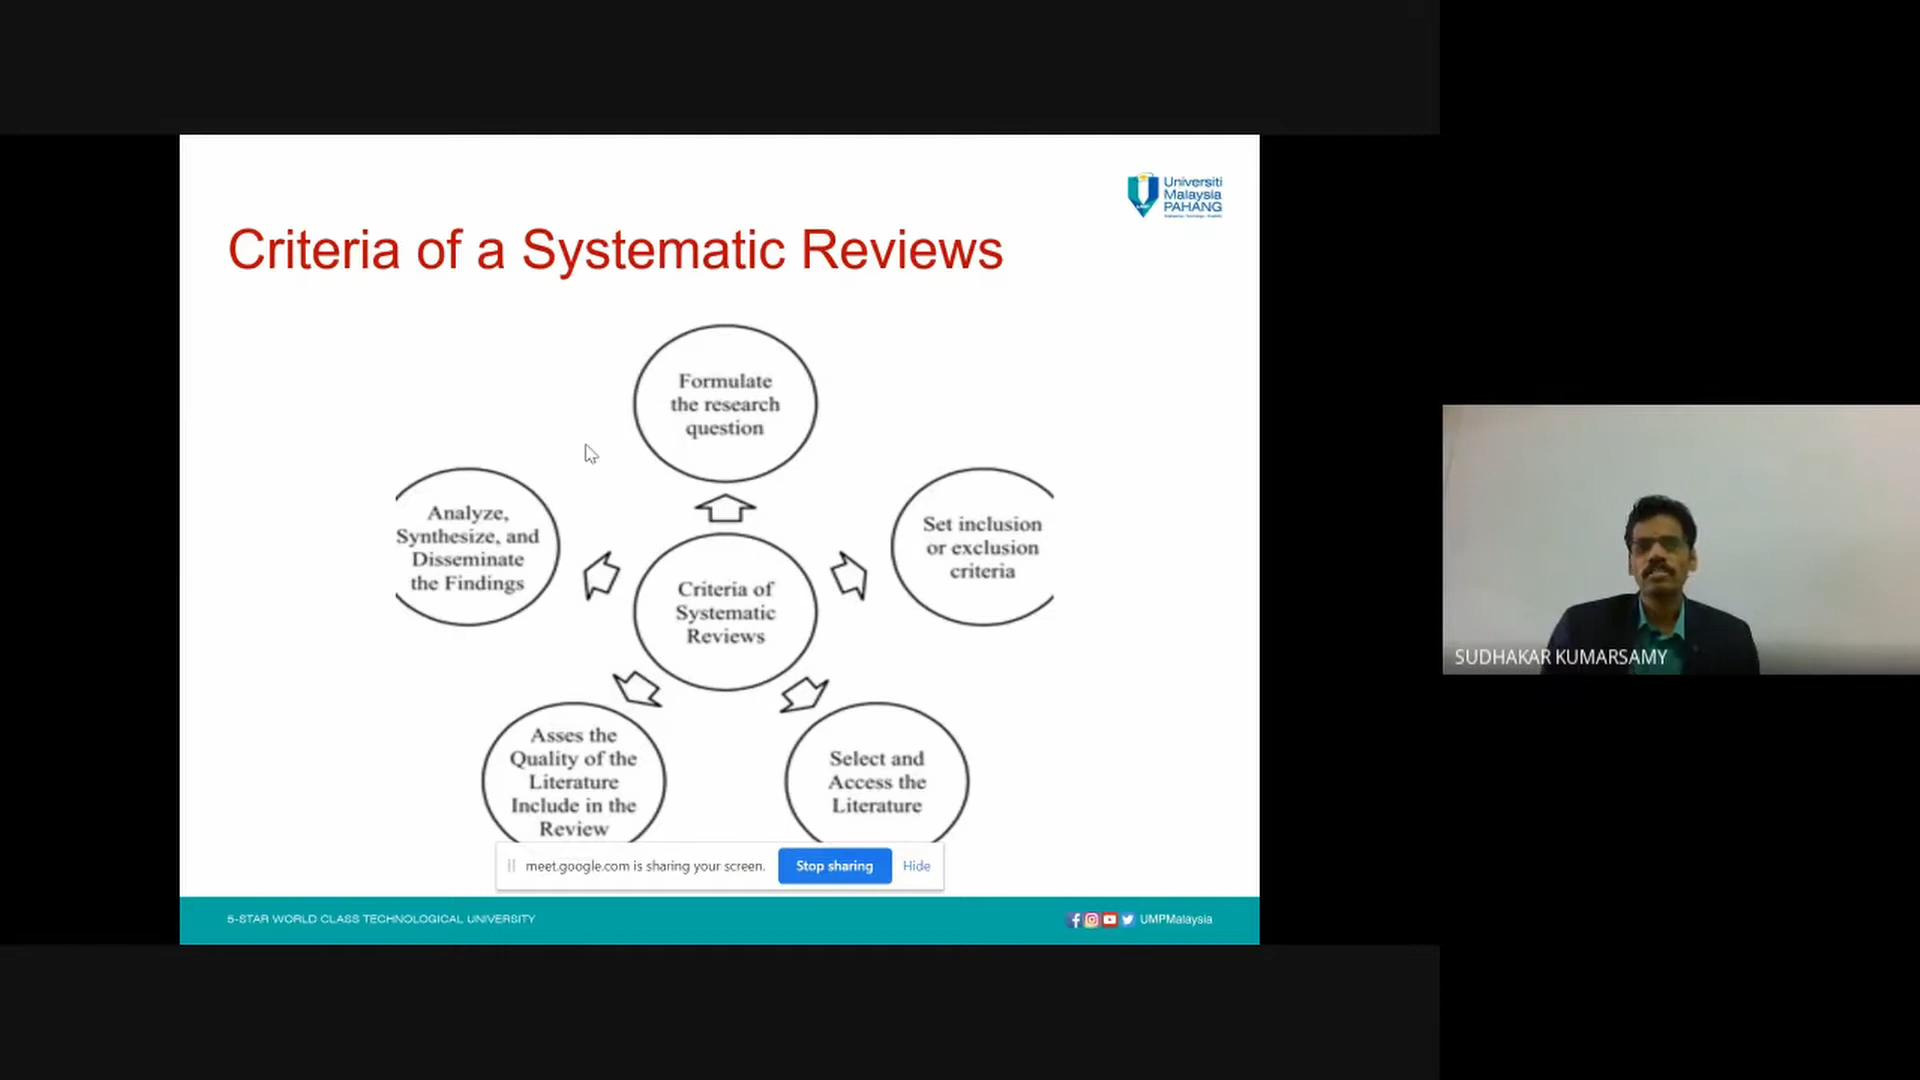 Universiti
Malaysia
PAHANG
Criteria of a Systematic Reviews
Formulate
the research
question
Analyze,
Synthesize, and
Disseminate
the Findings
Set inclusion
or exclusion
criteria
Criteria of
Systematic
Reviews
Asses the
Quality of the
Literature
Include in the
Review
Select and
Access the
Literature
meet.google.com is sharing your screen.
Stop sharing
Hide
5-STAR WORLD CLASS TECHNOLOGICAL UNIVERSITY
UMPMalaysia
SUDHAKAR KUMARSAMY